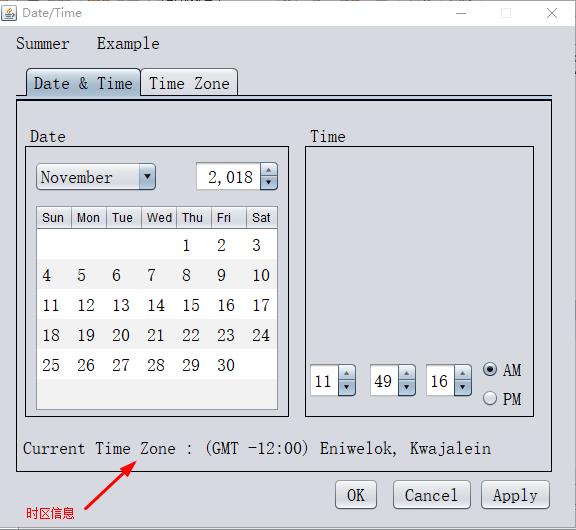 Date/Time
Summer Example
Date & Time Time Zone
Date Time
November 2,018
Sun Mon Tue Wed Thu Fri Sat
1 2 3
4 5 6 7 8 9 10
11 12 13 14 15 16 17
18 19 20 21 22 23 24
25 26 27 28 29 30
11 49 16 AM
PM
Current Time Zone : (GMT -12:00) Eniwelok, Kwajalein
时区信息
OK Cancel Apply